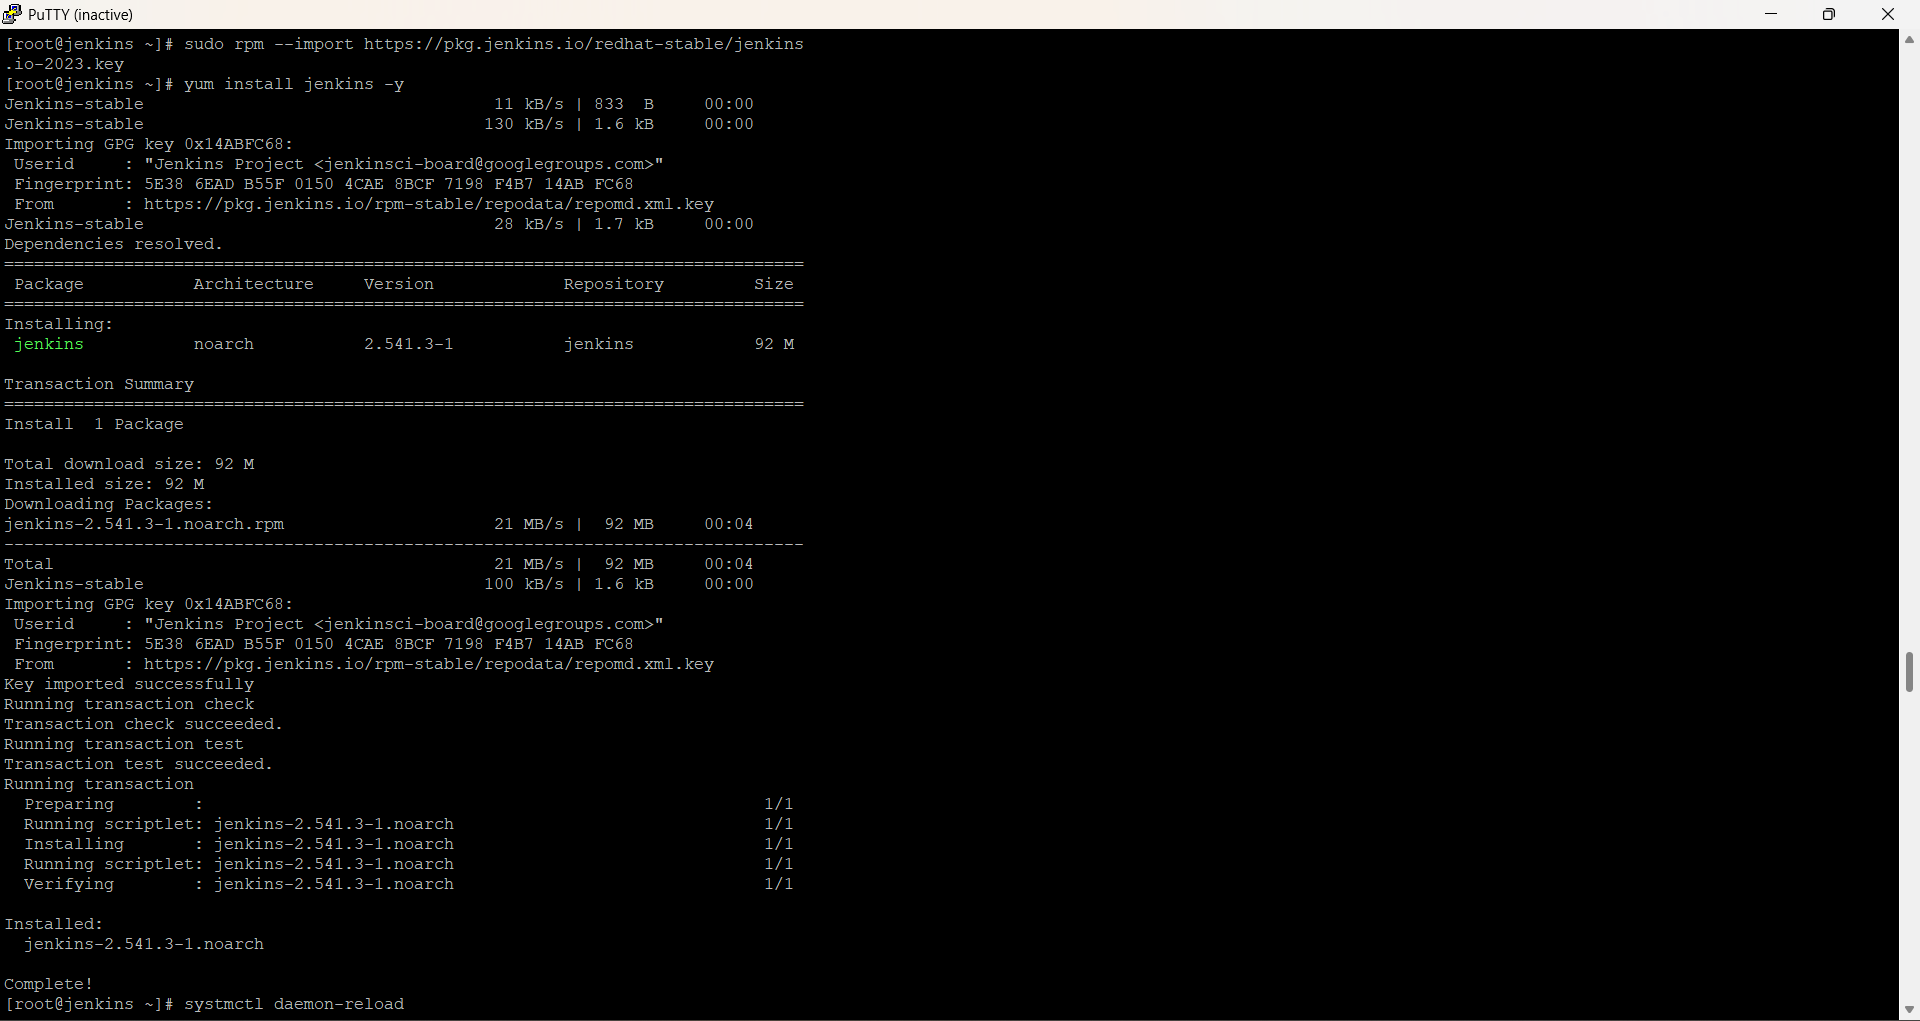 PuTTY (inactive)
[root@jenkins ~]# sudo rpm --import https://pkg.jenkins.io/redhat-stable/jenkins
.io-2023.key
[root@jenkins ~]# yum install jenkins -y
Jenkins-stable                                   11 kB/s | 833  B     00:00
Jenkins-stable                                  130 kB/s | 1.6 kB     00:00
Importing GPG key 0x14ABFC68:
 Userid     : "Jenkins Project <jenkinsci-board@googlegroups.com>"
 Fingerprint: 5E38 6EAD B55F 0150 4CAE 8BCF 7198 F4B7 14AB FC68
 From       : https://pkg.jenkins.io/rpm-stable/repodata/repomd.xml.key
Jenkins-stable                                   28 kB/s | 1.7 kB     00:00
Dependencies resolved.
================================================================================
 Package           Architecture     Version             Repository         Size
================================================================================
Installing:
 jenkins           noarch           2.541.3-1           jenkins            92 M

Transaction Summary
================================================================================
Install  1 Package

Total download size: 92 M
Installed size: 92 M
Downloading Packages:
jenkins-2.541.3-1.noarch.rpm                     21 MB/s |  92 MB     00:04
--------------------------------------------------------------------------------
Total                                            21 MB/s |  92 MB     00:04
Jenkins-stable                                  100 kB/s | 1.6 kB     00:00
Importing GPG key 0x14ABFC68:
 Userid     : "Jenkins Project <jenkinsci-board@googlegroups.com>"
 Fingerprint: 5E38 6EAD B55F 0150 4CAE 8BCF 7198 F4B7 14AB FC68
 From       : https://pkg.jenkins.io/rpm-stable/repodata/repomd.xml.key
Key imported successfully
Running transaction check
Transaction check succeeded.
Running transaction test
Transaction test succeeded.
Running transaction
  Preparing        :                                                        1/1
  Running scriptlet: jenkins-2.541.3-1.noarch                               1/1
  Installing       : jenkins-2.541.3-1.noarch                               1/1
  Running scriptlet: jenkins-2.541.3-1.noarch                               1/1
  Verifying        : jenkins-2.541.3-1.noarch                               1/1

Installed:
  jenkins-2.541.3-1.noarch

Complete!
[root@jenkins ~]# systmctl daemon-reload